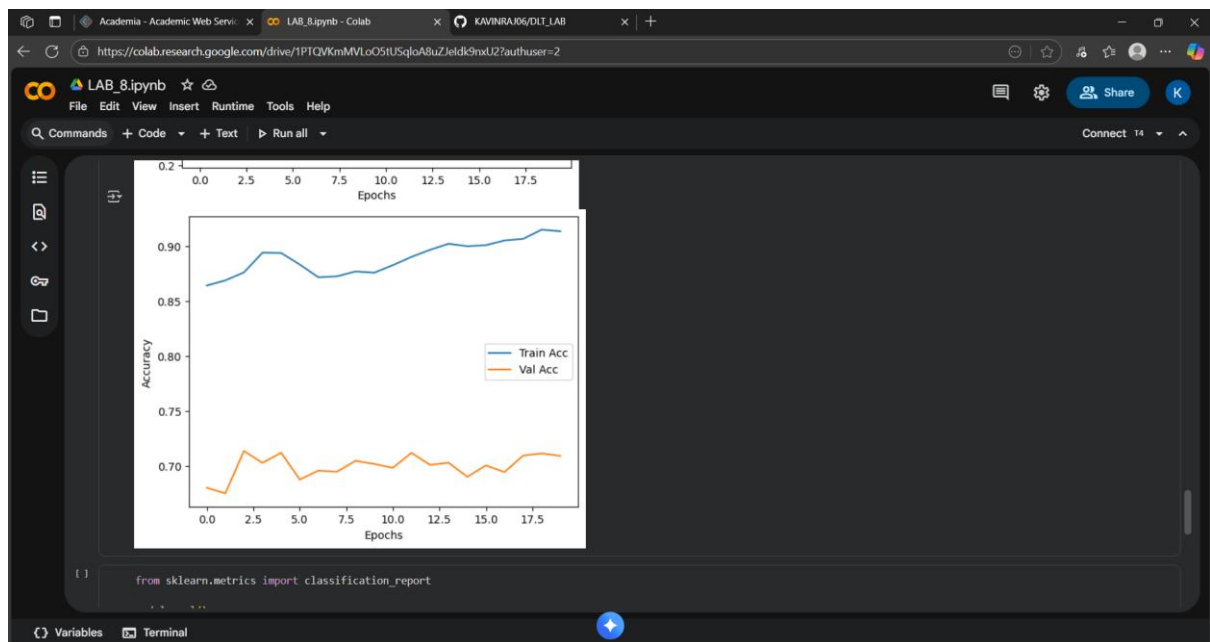 Academia - Academic Web Servic
LAB_8.ipynb - Colab
KAVINRAJ06/DLT_LAB
https://colab.research.google.com/drive/1PTQVKmMVLoO5tUSqloA8uZJeldk9nxU2?authuser=2
LAB_8.ipynb
File Edit View Insert Runtime Tools Help
Share
K
Commands + Code + Text Run all
Connect T4
0.2
0.0 2.5 5.0 7.5 10.0 12.5 15.0 17.5
Epochs
0.90
0.85
0.80
0.75
0.70
Accuracy
Train Acc
Val Acc
0.0 2.5 5.0 7.5 10.0 12.5 15.0 17.5
Epochs
[ ]
from sklearn.metrics import classification_report
Variables Terminal